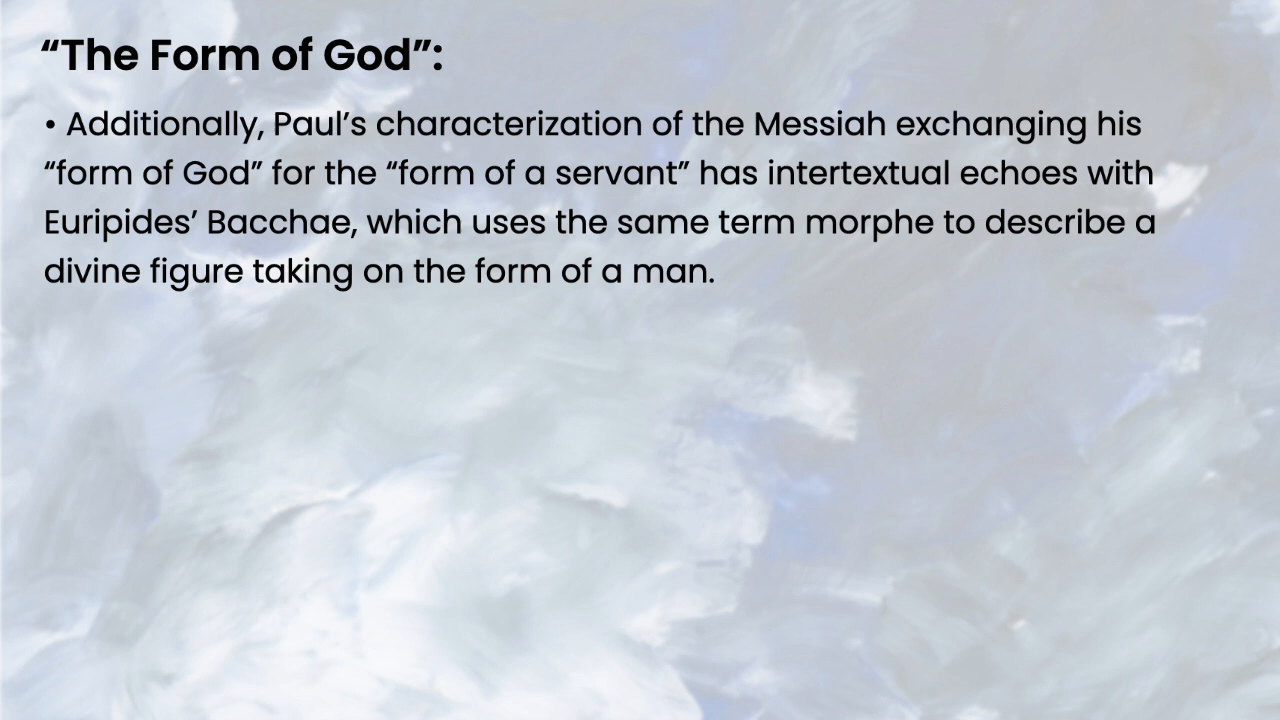 “The Form of God”:
• Additionally, Paul’s characterization of the Messiah exchanging his
“form of God” for the “form of a servant” has intertextual echoes with
Euripides’ Bacchae, which uses the same term morphe to describe a
divine figure taking on the form of a man.